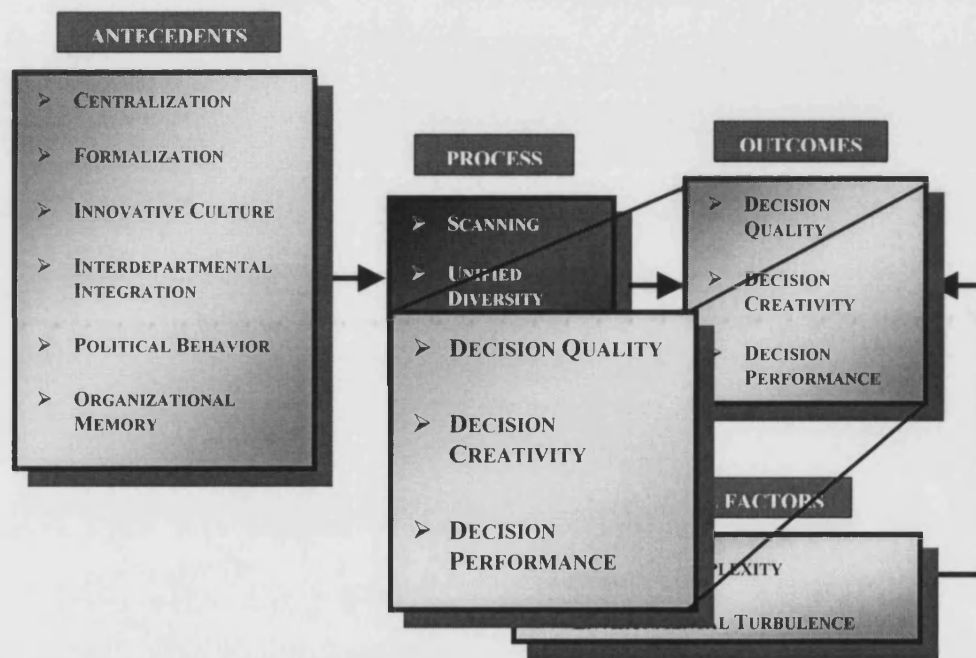 ANTECEDENTS
➢ CENTRALIZATION
➢ FORMALIZATION
➢ INNOVATIVE CULTURE
➢ INTERDEPARTMENTAL
INTEGRATION
➢ POLITICAL BEHAVIOR
➢ ORGANIZATIONAL
MEMORY
PROCESS
➢ SCANNING
➢ UNIFIED
DIVERSITY
OUTCOMES
➢ DECISION
QUALITY
➢ DECISION
CREATIVITY
➢ DECISION
PERFORMANCE
➢ DECISION QUALITY
➢ DECISION
CREATIVITY
➢ DECISION
PERFORMANCE
FACTORS
TURBULENCE